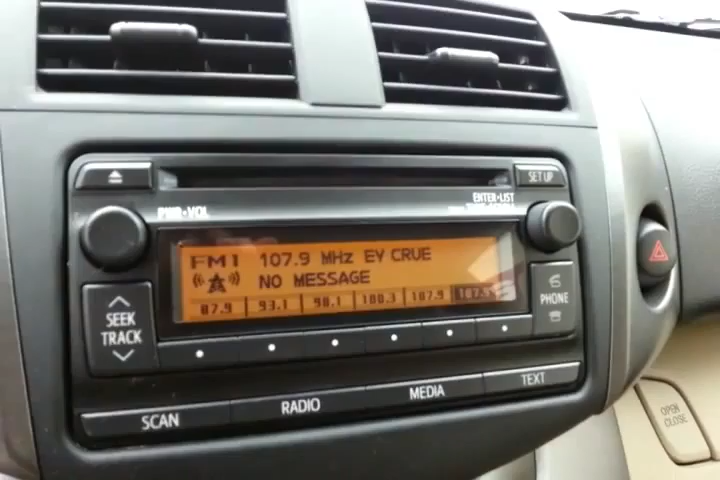 SET UP
PWR•VOL
ENTER•LIST
FM1 107.9 MHz EY CRUE
NO MESSAGE
87.9 93.1 98.1 100.3 107.9 107.9
SEEK
TRACK
PHONE
SCAN
RADIO
MEDIA
TEXT
OPEN
CLOSE